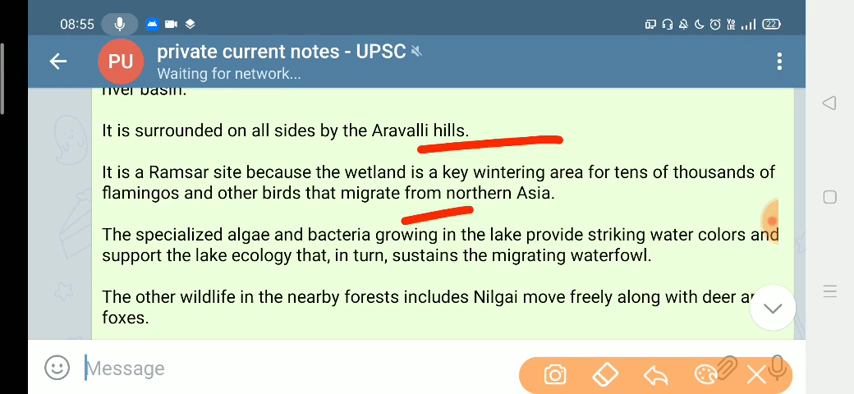 08:55
22
PU
private current notes - UPSC
Waiting for network...
river basin.
It is surrounded on all sides by the Aravalli hills.
It is a Ramsar site because the wetland is a key wintering area for tens of thousands of
flamingos and other birds that migrate from northern Asia.
The specialized algae and bacteria growing in the lake provide striking water colors and
support the lake ecology that, in turn, sustains the migrating waterfowl.
The other wildlife in the nearby forests includes Nilgai move freely along with deer
foxes.
Message